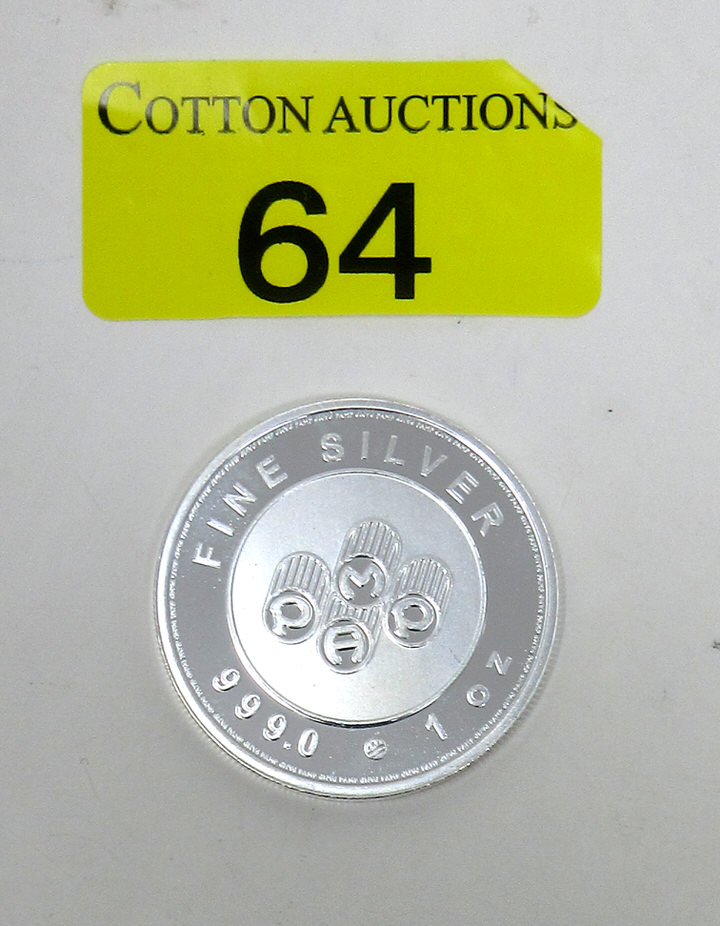 COTTON AUCTIONS
64
FINE SILVER
PAMP
999.0 1 oz